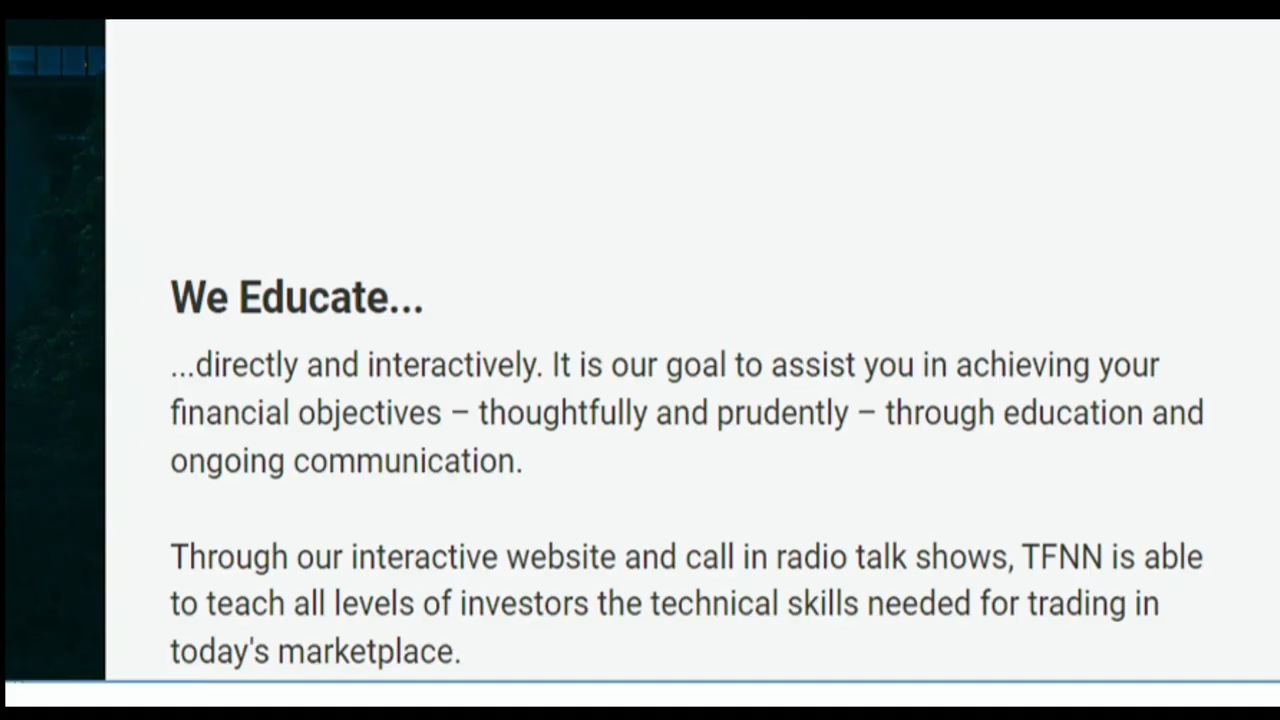 We Educate...
...directly and interactively. It is our goal to assist you in achieving your
financial objectives – thoughtfully and prudently – through education and
ongoing communication.
Through our interactive website and call in radio talk shows, TFNN is able
to teach all levels of investors the technical skills needed for trading in
today's marketplace.